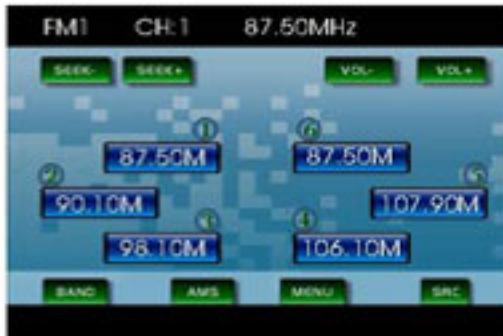 FM1 CH:1 87.50MHz
SEEK- SEEK+ VOL- VOL+
1 6
87.50M 87.50M
2 5
90.10M 107.90M
3 4
98.10M 106.10M
BAND AMS MENU SRC